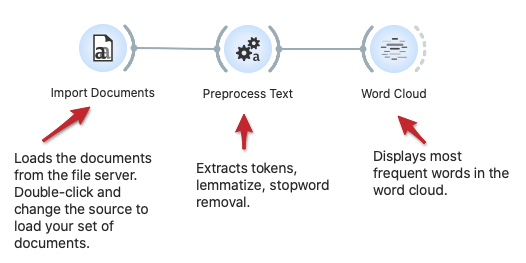 Import Documents
Preprocess Text
Word Cloud
Loads the documents
from the file server.
Double-click and
change the source to
load your set of
documents.
Extracts tokens,
lemmatize, stopword
removal.
Displays most
frequent words in the
word cloud.